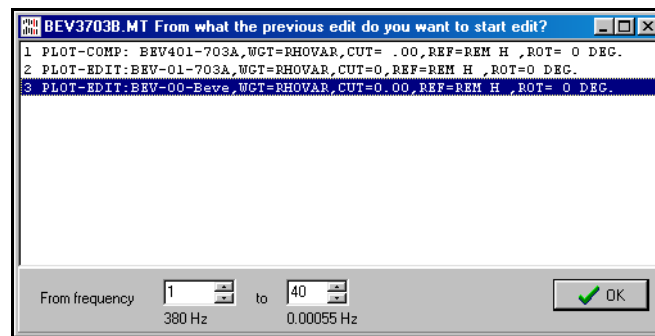 BEV3703B.MT From what the previous edit do you want to start edit?
1 PLOT-COMP: BEV401-703A,WGT=RHOVAR,CUT= .00,REF=REM H ,ROT= 0 DEG.
2 PLOT-EDIT:BEV-01-703A,WGT=RHOVAR,CUT=0,REF=REM H ,ROT=0 DEG.
3 PLOT-EDIT:BEV-00-Beve,WGT=RHOVAR,CUT=0.00,REF=REM H ,ROT= 0 DEG.
From frequency 1 to 40 OK
380 Hz 0.00055 Hz